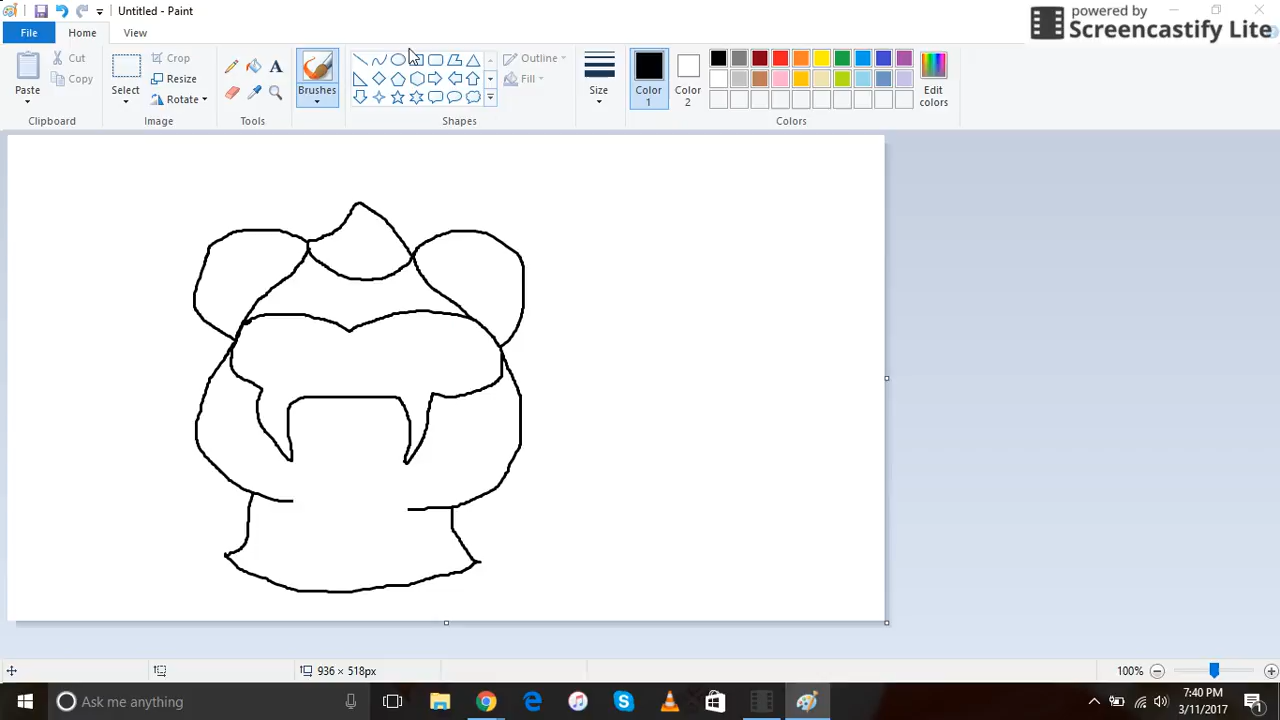 Untitled - Paint
powered by
Screencastify Lite
File
Home
View
Paste
Cut
Copy
Clipboard
Select
Crop
Resize
Rotate
Image
Tools
Brushes
Shapes
Outline
Fill
Size
Color
1
Color
2
Edit
colors
Colors
936 × 518px
100%
Ask me anything
7:40 PM
3/11/2017
1